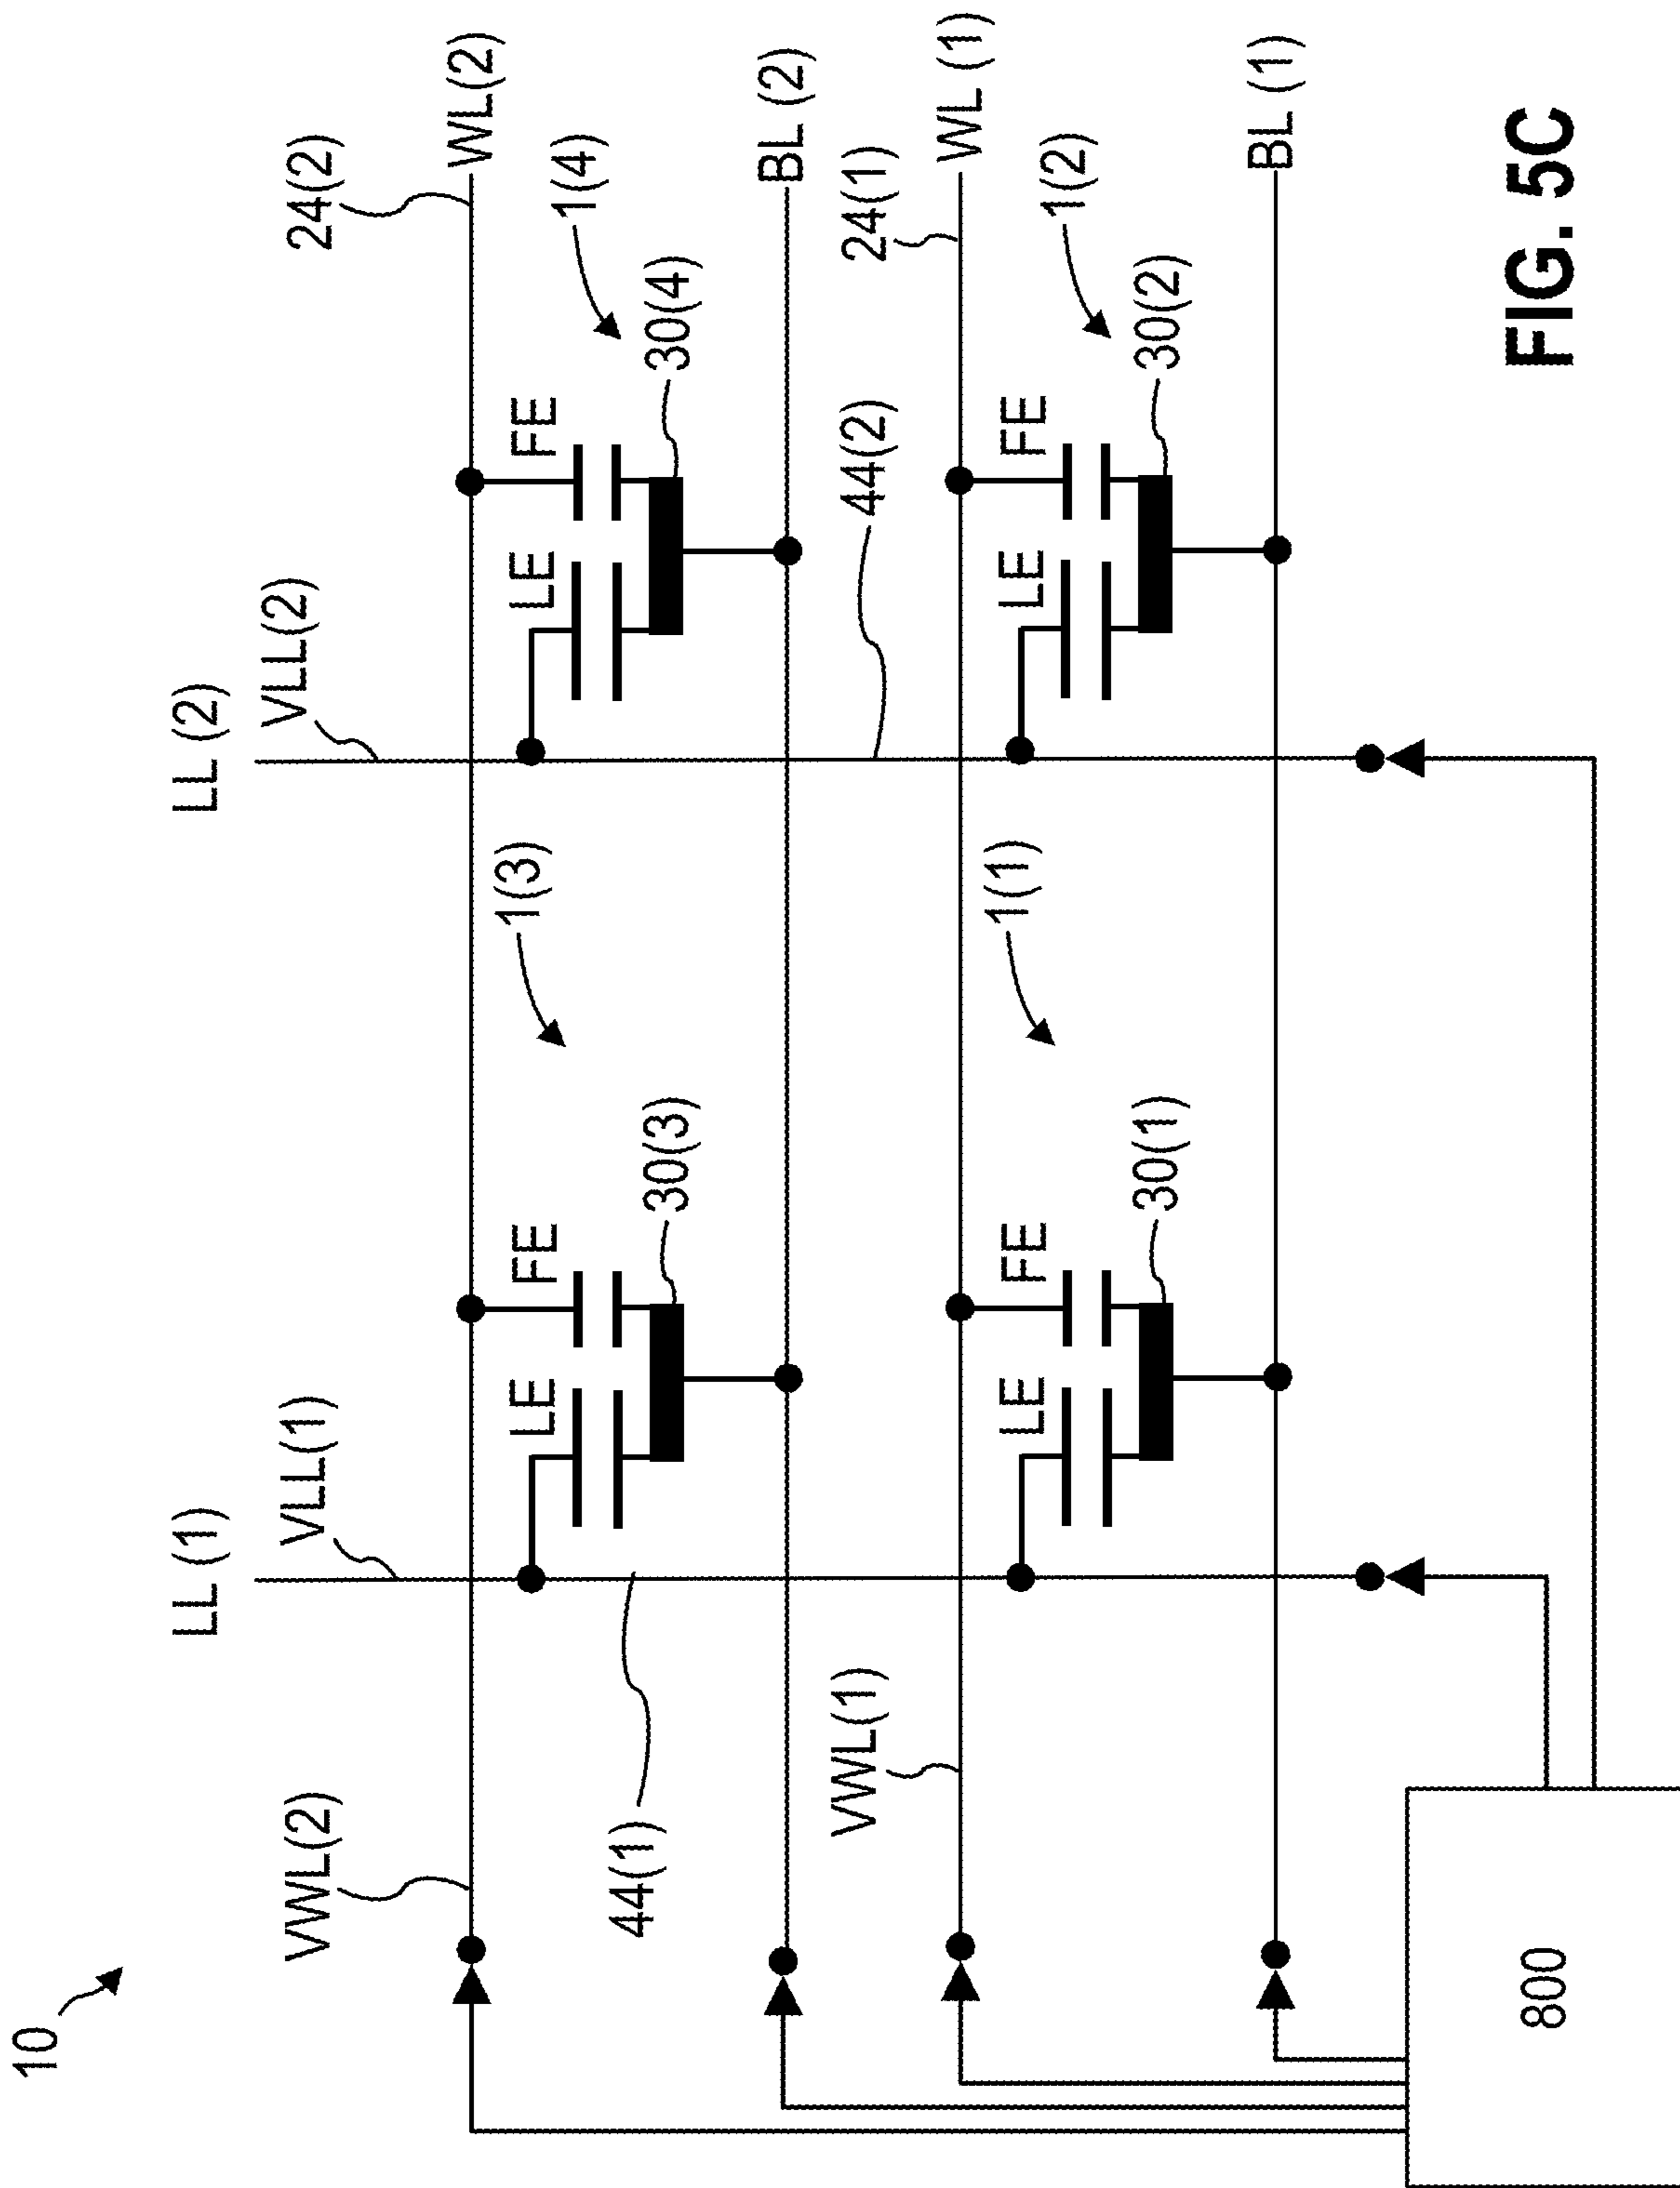 10
LL (1)
LL (2)
VWL(2)
VLL(1)
VLL(2)
24(2)
WL(2)
LE
FE
1(3)
LE
FE
1(4)
44(1)
30(3)
30(4)
BL (2)
VWL(1)
44(2)
24(1)
WL (1)
LE
FE
1(1)
LE
FE
1(2)
30(1)
30(2)
BL (1)
800
FIG. 5C